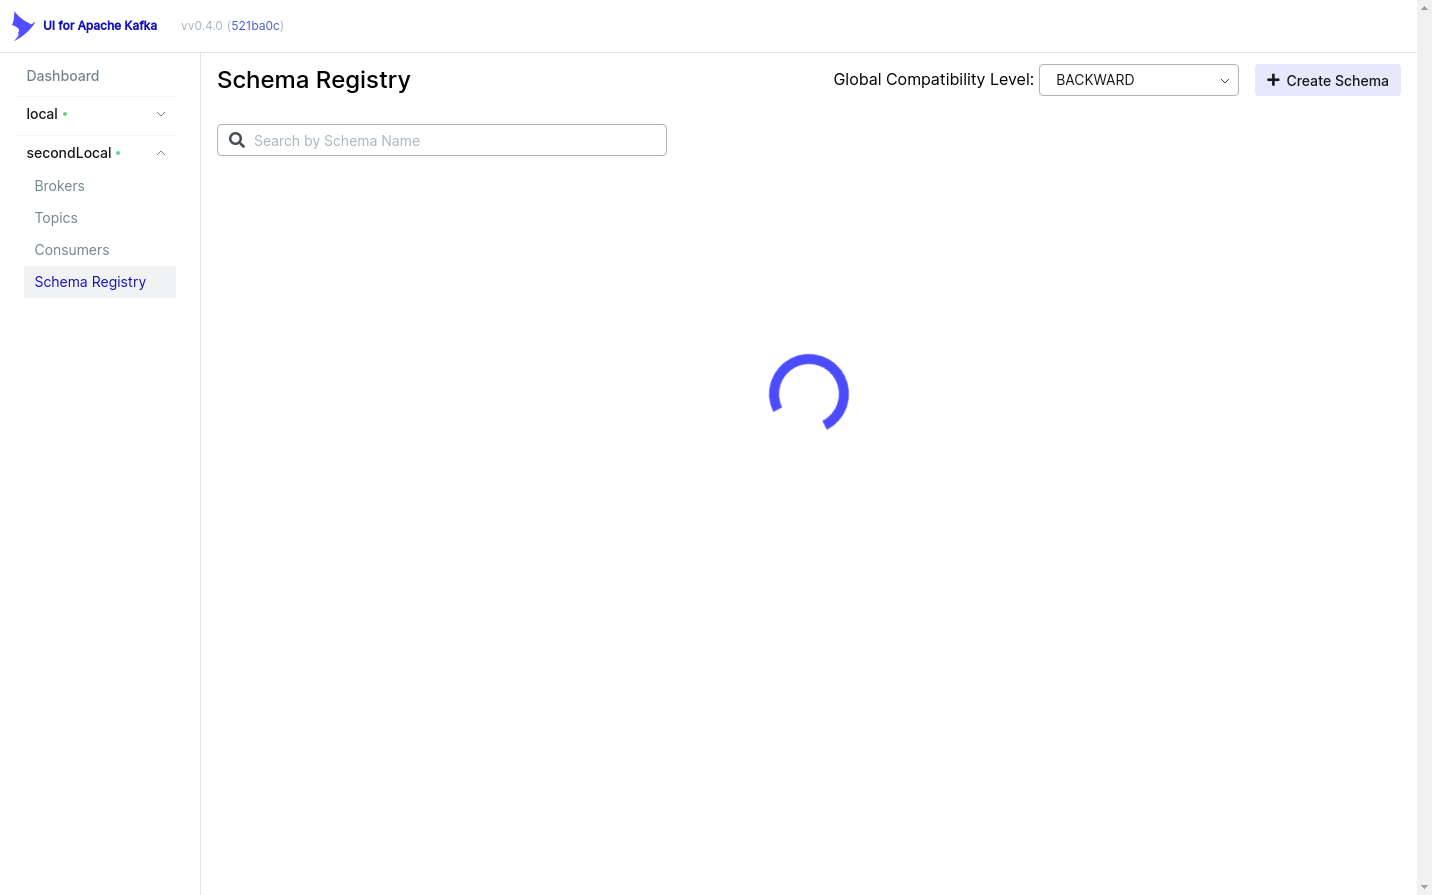 UI for Apache Kafka
vv0.4.0 (521ba0c)
Dashboard
local
secondLocal
Brokers
Topics
Consumers
Schema Registry
Schema Registry
Global Compatibility Level:
BACKWARD
Create Schema
Search by Schema Name